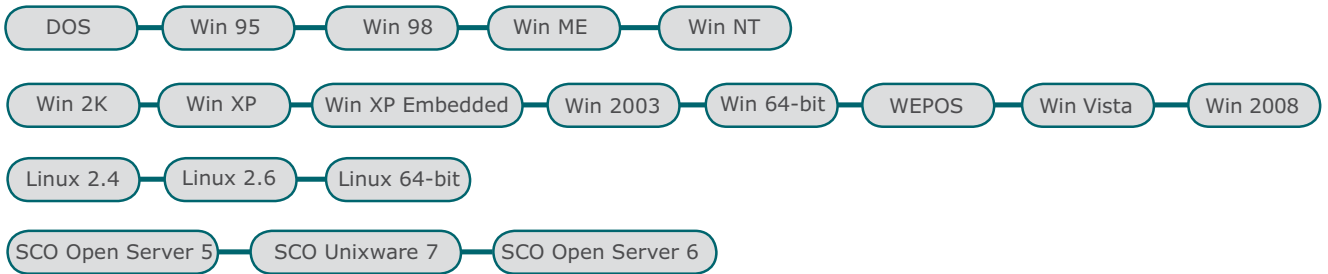 DOS Win 95 Win 98 Win ME Win NT
Win 2K Win XP Win XP Embedded Win 2003 Win 64-bit WEPOS Win Vista Win 2008
Linux 2.4 Linux 2.6 Linux 64-bit
SCO Open Server 5 SCO Unixware 7 SCO Open Server 6